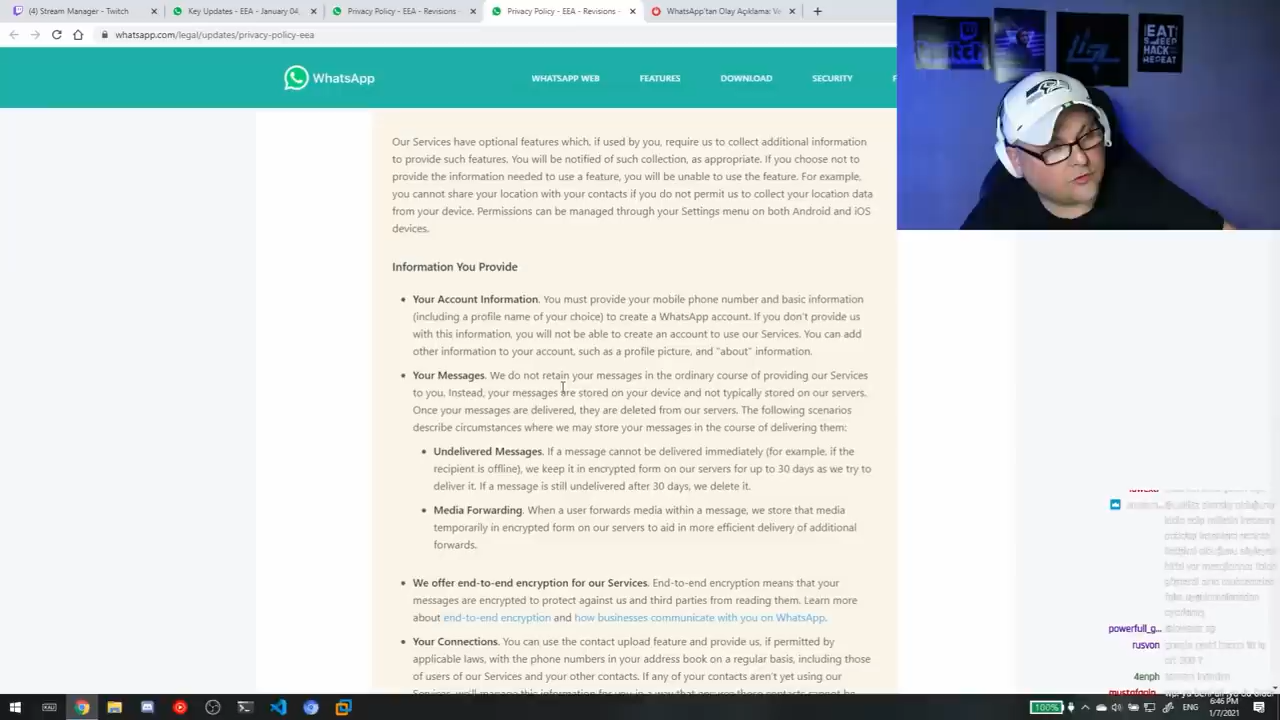 (4) Stream Manager - Twitch
Key Updates - EEA - January 04,
Privacy Policy - EEA - Revisions -
Privacy Policy - EEA - Revisions -
WhatsApp'tan Olay Açıklama: Ve
whatsapp.com/legal/updates/privacy-policy-eea
WhatsApp
WHATSAPP WEB
FEATURES
DOWNLOAD
SECURITY
F
EAT
SLEEP
HACK
REPEAT
Our Services have optional features which, if used by you, require us to collect additional information
to provide such features. You will be notified of such collection, as appropriate. If you choose not to
provide the information needed to use a feature, you will be unable to use the feature. For example,
you cannot share your location with your contacts if you do not permit us to collect your location data
from your device. Permissions can be managed through your Settings menu on both Android and iOS
devices.
Information You Provide
• Your Account Information. You must provide your mobile phone number and basic information
(including a profile name of your choice) to create a WhatsApp account. If you don't provide us
with this information, you will not be able to create an account to use our Services. You can add
other information to your account, such as a profile picture, and "about" information.
• Your Messages. We do not retain your messages in the ordinary course of providing our Services
to you. Instead, your messages are stored on your device and not typically stored on our servers.
Once your messages are delivered, they are deleted from our servers. The following scenarios
describe circumstances where we may store your messages in the course of delivering them:
• Undelivered Messages. If a message cannot be delivered immediately (for example, if the
recipient is offline), we keep it in encrypted form on our servers for up to 30 days as we try to
deliver it. If a message is still undelivered after 30 days, we delete it.
• Media Forwarding. When a user forwards media within a message, we store that media
temporarily in encrypted form on our servers to aid in more efficient delivery of additional
forwards.
• We offer end-to-end encryption for our Services. End-to-end encryption means that your
messages are encrypted to protect against us and third parties from reading them. Learn more
about end-to-end encryption and how businesses communicate with you on WhatsApp.
• Your Connections. You can use the contact upload feature and provide us, if permitted by
applicable laws, with the phone numbers in your address book on a regular basis, including those
of users of our Services and your other contacts. If any of your contacts aren't yet using our
powerfull_g...
rusvon
4enph
100%
ENG
6:46 PM
1/7/2021